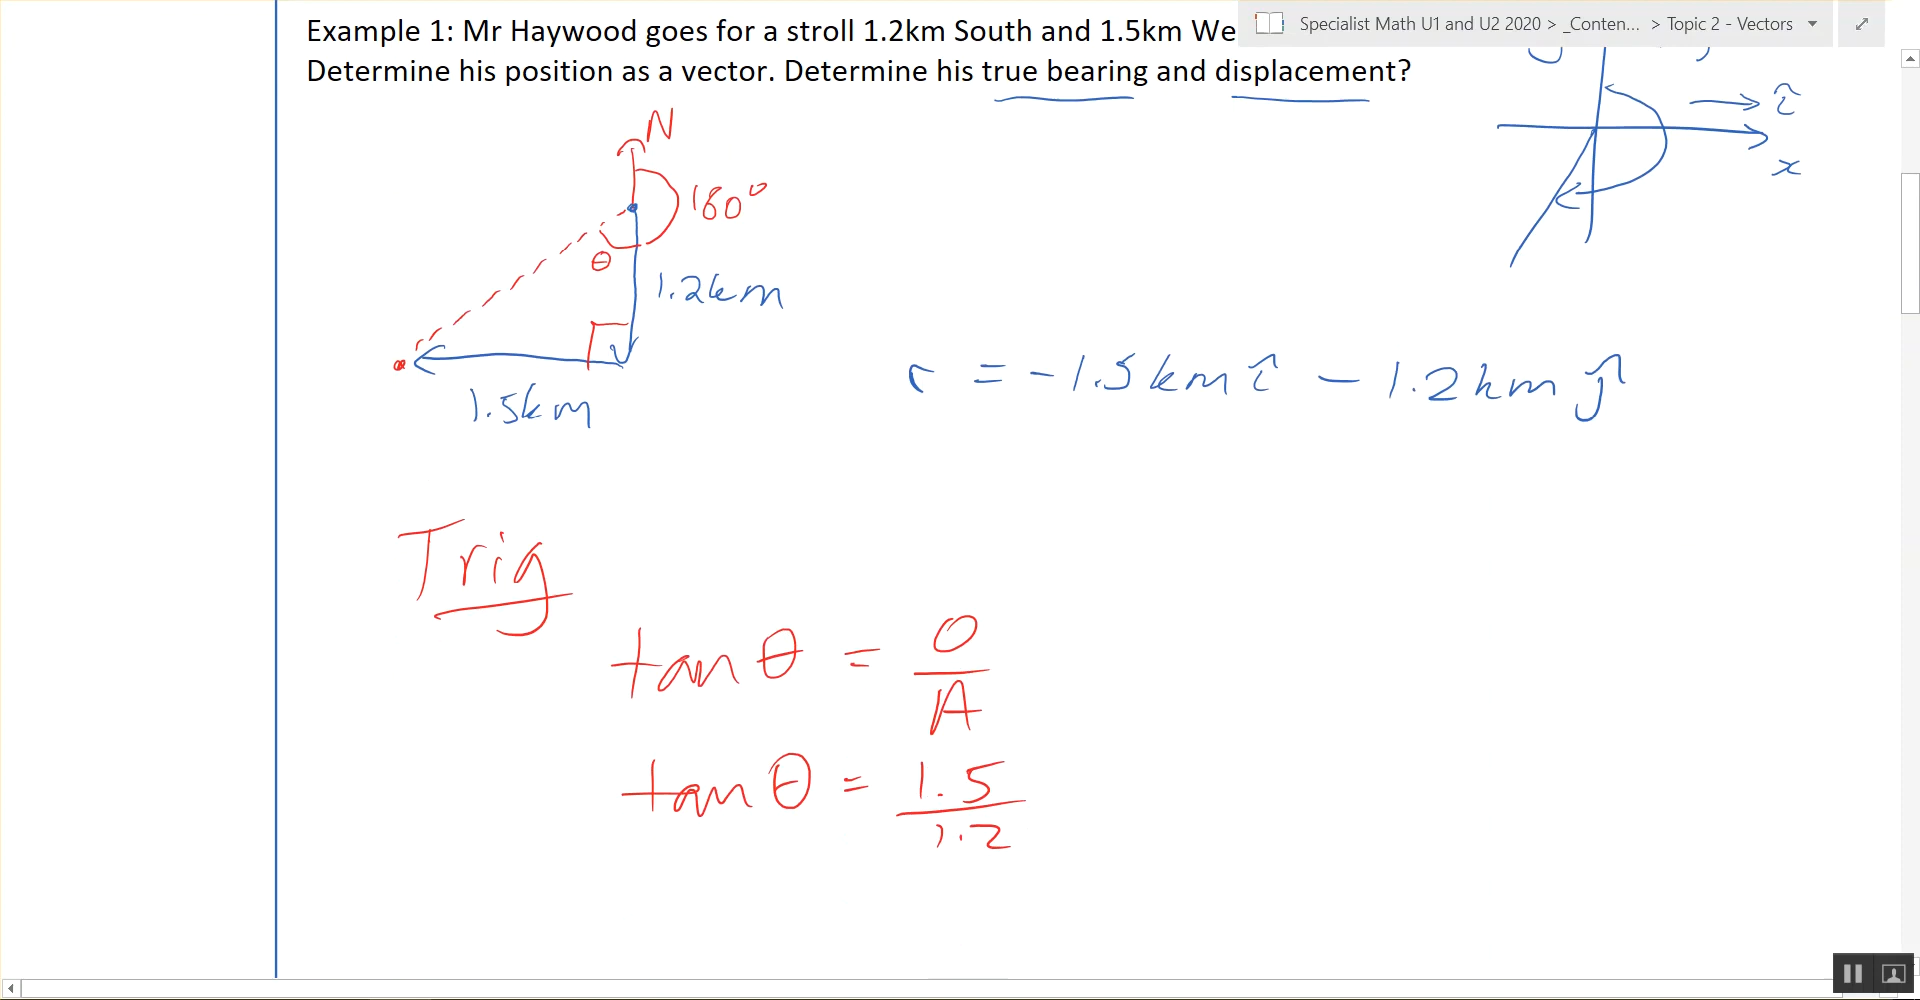 Example 1: Mr Haywood goes for a stroll 1.2km South and 1.5km We
Specialist Math U1 and U2 2020 > _Conten... > Topic 2 - Vectors
Determine his position as a vector. Determine his true bearing and displacement?
N
180°
θ
1.2km
1.5km
î
x
r = -1.5km î - 1.2km ĵ
Trig
tan θ = O
A
tan θ = 1.5
1.2